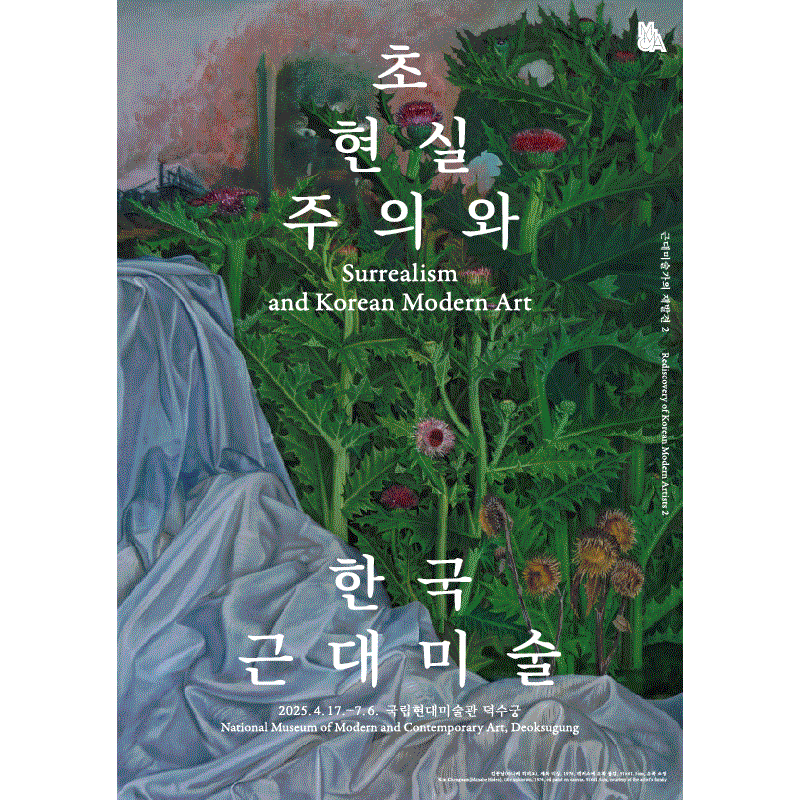 MMCA
초
현실
주의와
Surrealism
and Korean Modern Art
근대미술가의 재발견 2 Rediscovery of Korean Modern Artists 2
한국
근대미술
2025. 4. 17.–7. 6. 국립현대미술관 덕수궁
National Museum of Modern and Contemporary Art, Deoksugung